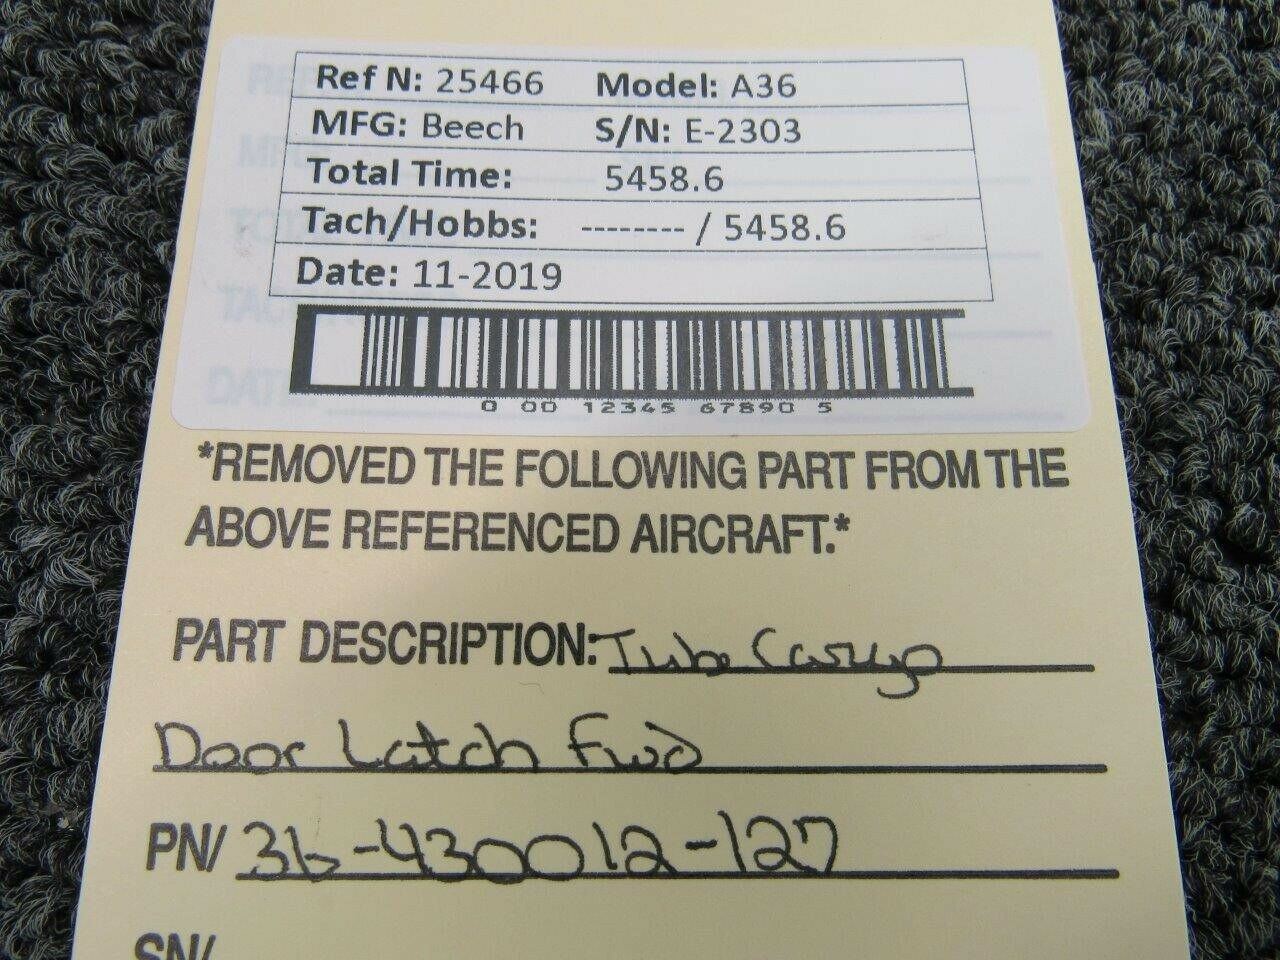 Ref N: 25466 Model: A36
MFG: Beech S/N: E-2303
Total Time: 5458.6
Tach/Hobbs: -------- / 5458.6
Date: 11-2019
0 00 12345 67890 5
*REMOVED THE FOLLOWING PART FROM THE
ABOVE REFERENCED AIRCRAFT.*
PART DESCRIPTION: Tube Cargo
Door Latch Fwd
PN/ 36-430012-127
SN/